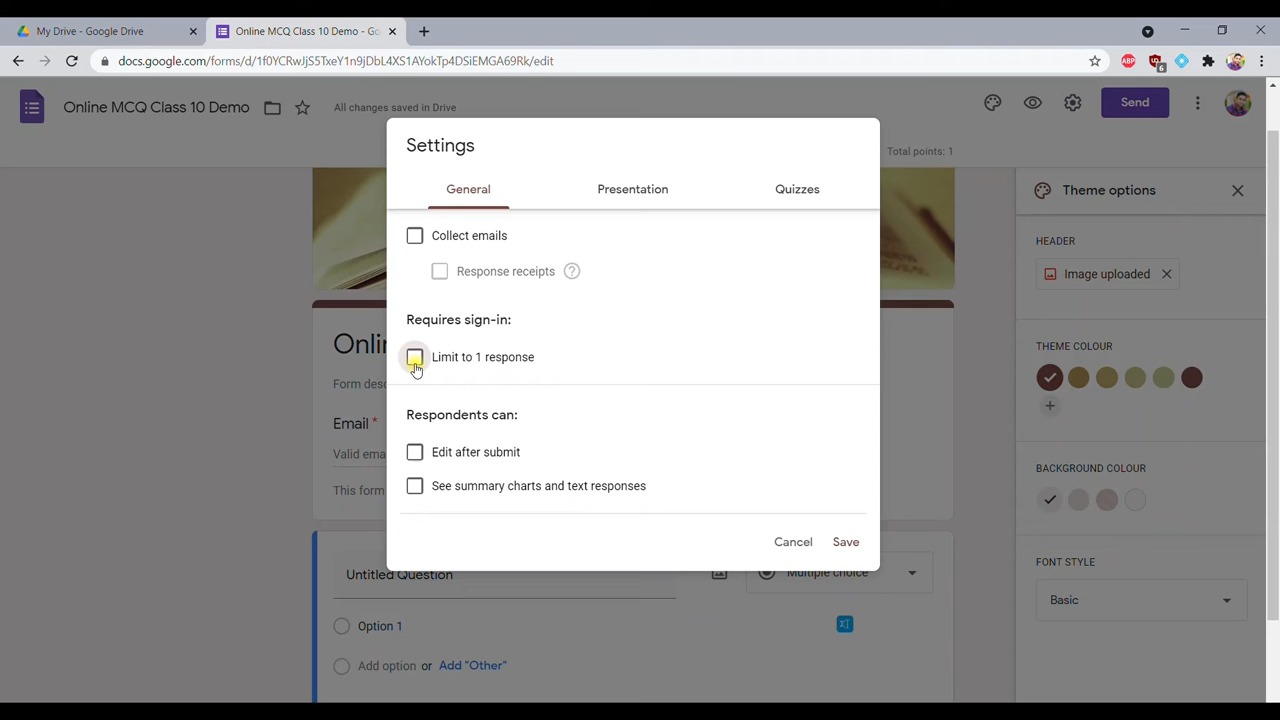 My Drive - Google Drive
Online MCQ Class 10 Demo - Go
docs.google.com/forms/d/1f0YCRwJjS5TxeY1n9jDbL4XS1AYdkTp4DSiEMGA69Rk/edit
ABP
6
Online MCQ Class 10 Demo
All changes saved in Drive
Send
Total points: 1
Settings
General
Presentation
Quizzes
Theme options
Collect emails
HEADER
Response receipts
Image uploaded
Requires sign-in:
Onli
Limit to 1 response
THEME COLOUR
Form desc
Respondents can:
Email *
Valid ema
Edit after submit
BACKGROUND COLOUR
This form
See summary charts and text responses
Cancel
Save
FONT STYLE
Untitled Question
Multiple choice
Basic
Option 1
Add option or Add "Other"